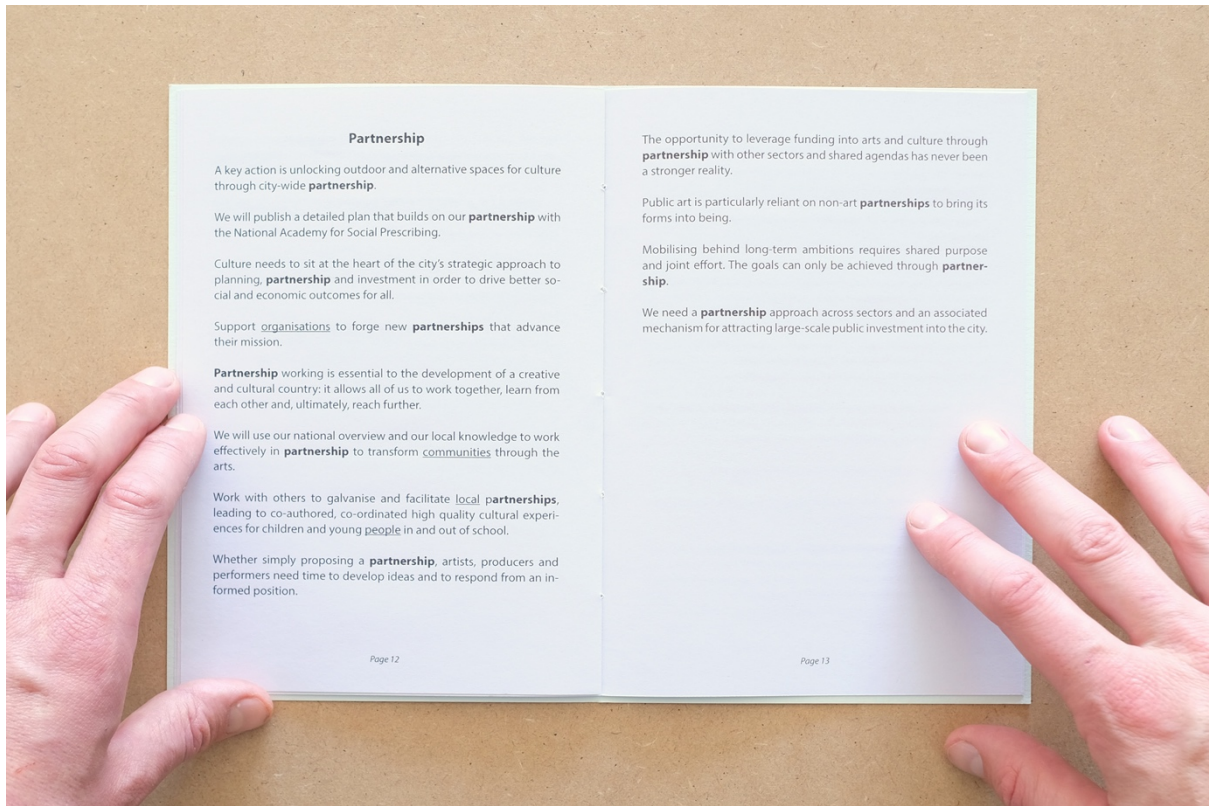 Partnership
A key action is unlocking outdoor and alternative spaces for culture
through city-wide partnership.
We will publish a detailed plan that builds on our partnership with
the National Academy for Social Prescribing.
Culture needs to sit at the heart of the city's strategic approach to
planning, partnership and investment in order to drive better so-
cial and economic outcomes for all.
Support organisations to forge new partnerships that advance
their mission.
Partnership working is essential to the development of a creative
and cultural country: it allows all of us to work together, learn from
each other and, ultimately, reach further.
We will use our national overview and our local knowledge to work
effectively in partnership to transform communities through the
arts.
Work with others to galvanise and facilitate local partnerships,
leading to co-authored, co-ordinated high quality cultural experi-
ences for children and young people in and out of school.
Whether simply proposing a partnership, artists, producers and
performers need time to develop ideas and to respond from an in-
formed position.
Page 12
The opportunity to leverage funding into arts and culture through
partnership with other sectors and shared agendas has never been
a stronger reality.
Public art is particularly reliant on non-art partnerships to bring its
forms into being.
Mobilising behind long-term ambitions requires shared purpose
and joint effort. The goals can only be achieved through partner-
ship.
We need a partnership approach across sectors and an associated
mechanism for attracting large-scale public investment into the city.
Page 13